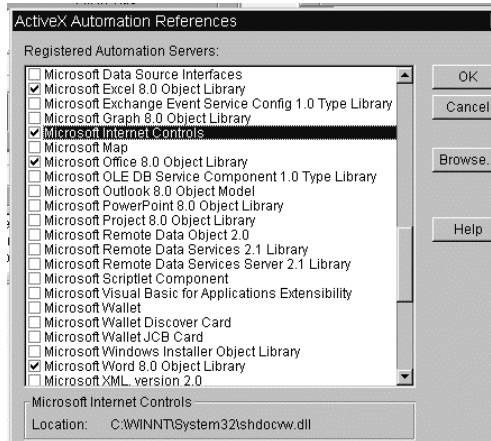 ActiveX Automation References
Registered Automation Servers:
Microsoft Data Source Interfaces
Microsoft Excel 8.0 Object Library
Microsoft Exchange Event Service Config 1.0 Type Library
Microsoft Graph 8.0 Object Library
Microsoft Internet Controls
Microsoft Map
Microsoft Office 8.0 Object Library
Microsoft OLE DB Service Component 1.0 Type Library
Microsoft Outlook 8.0 Object Model
Microsoft PowerPoint 8.0 Object Library
Microsoft Project 8.0 Object Library
Microsoft Remote Data Object 2.0
Microsoft Remote Data Services 2.1 Library
Microsoft Remote Data Services Server 2.1 Library
Microsoft Scriptlet Component
Microsoft Visual Basic for Applications Extensibility
Microsoft Wallet
Microsoft Wallet Discover Card
Microsoft Wallet JCB Card
Microsoft Windows Installer Object Library
Microsoft Word 8.0 Object Library
Microsoft XML, version 2.0
OK
Cancel
Browse..
Help
Microsoft Internet Controls
Location: C:\WINNT\System32\shdocvw.dll